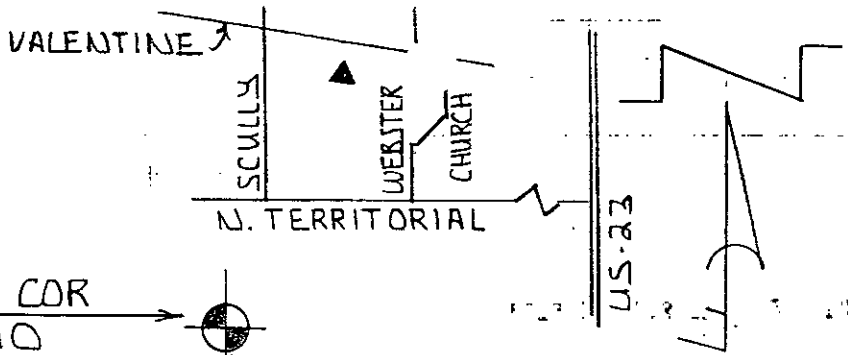 VALENTINE
SCULLY
WEBSTER
CHURCH
N. TERRITORIAL
US-23
COR